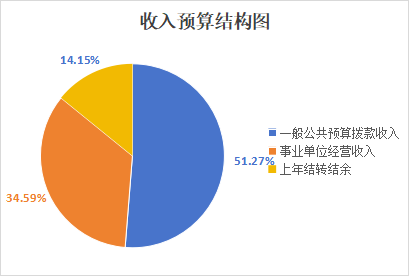 收入预算结构图
14.15%
51.27%
34.59%
一般公共预算拨款收入
事业单位经营收入
上年结转结余